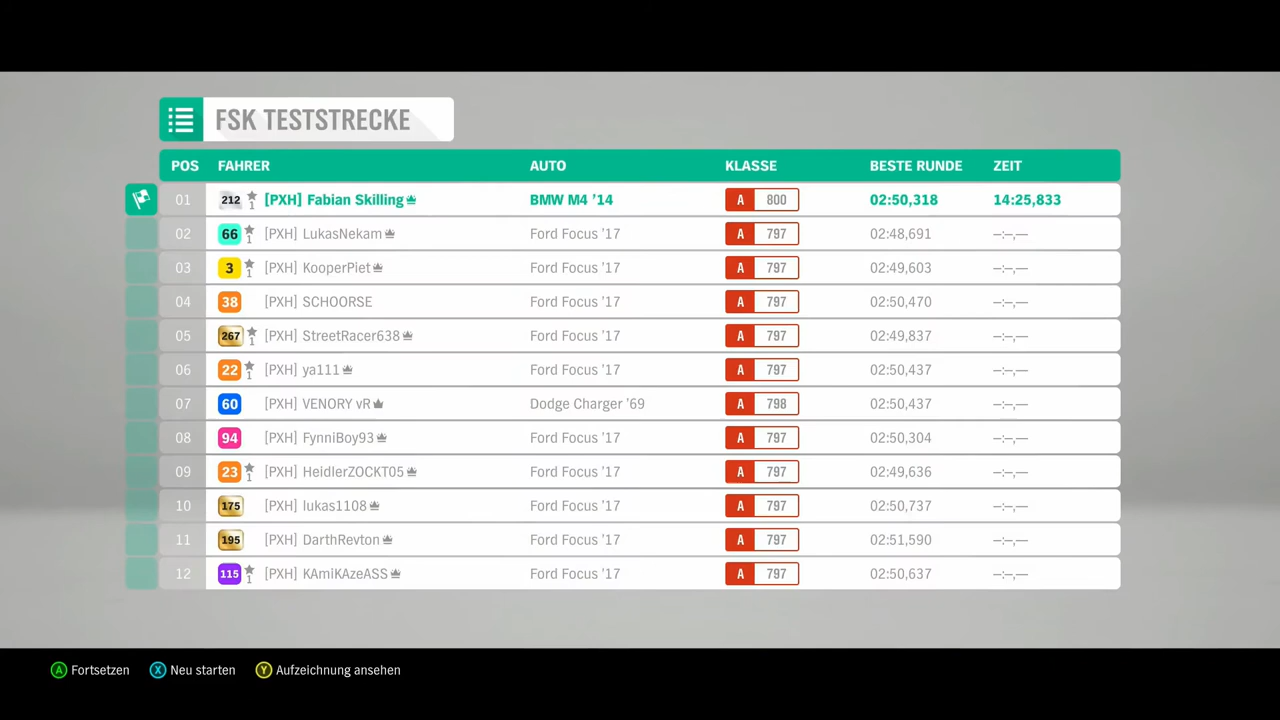 FSK TESTSTRECKE
POS FAHRER AUTO KLASSE BESTE RUNDE ZEIT
01 212 1 [PXH] Fabian Skilling BMW M4 '14 A 800 02:50,318 14:25,833
02 66 1 [PXH] LukasNekam Ford Focus '17 A 797 02:48,691 –:–,–
03 3 1 [PXH] KooperPiet Ford Focus '17 A 797 02:49,603 –:–,–
04 38 [PXH] SCHOORSE Ford Focus '17 A 797 02:50,470 –:–,–
05 267 1 [PXH] StreetRacer638 Ford Focus '17 A 797 02:49,837 –:–,–
06 22 1 [PXH] ya111 Ford Focus '17 A 797 02:50,437 –:–,–
07 60 [PXH] VENORY vR Dodge Charger '69 A 798 02:50,437 –:–,–
08 94 [PXH] FynniBoy93 Ford Focus '17 A 797 02:50,304 –:–,–
09 23 1 [PXH] HeidlerZOCKT05 Ford Focus '17 A 797 02:49,636 –:–,–
10 175 [PXH] lukas1108 Ford Focus '17 A 797 02:50,737 –:–,–
11 195 [PXH] DarthRevton Ford Focus '17 A 797 02:51,590 –:–,–
12 115 1 [PXH] KAmiKAzeASS Ford Focus '17 A 797 02:50,637 –:–,–
A Fortsetzen X Neu starten Y Aufzeichnung ansehen